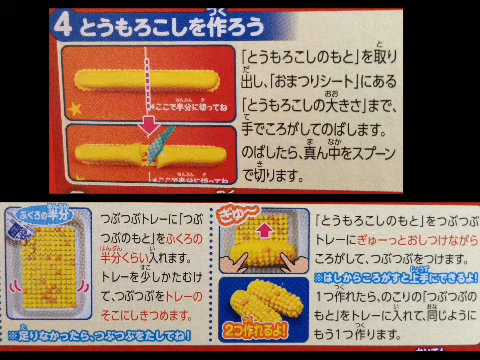 4 とうもろこしを作ろう
「とうもろこしのもと」を取り
出し、「おまつりシート」にある
「とうもろこしの大きさ」まで、
手でころがしてのばします。
のばしたら、真ん中をスプーン
で切ります。
※ここで半分に切ってね
※ここで半分に切ってね
ふくろの半分
つぶつぶトレーに「つぶ
つぶのもと」をふくろの
半分くらい入れます。
トレーを少しかたむけ
て、つぶつぶをトレーの
そこにしきつめます。
※足りなかったら、つぶつぶをたしてね!
ぎゅ〜
2つ作れるよ!
「とうもろこしのもと」をつぶつぶ
トレーにぎゅーっとおしつけながら
ころがして、つぶつぶをつけます。
※はしからころがすと上手にできるよ!
1つ作れたら、のこりの「つぶつぶの
もと」をトレーに入れて、同じように
もう1つ作ります。